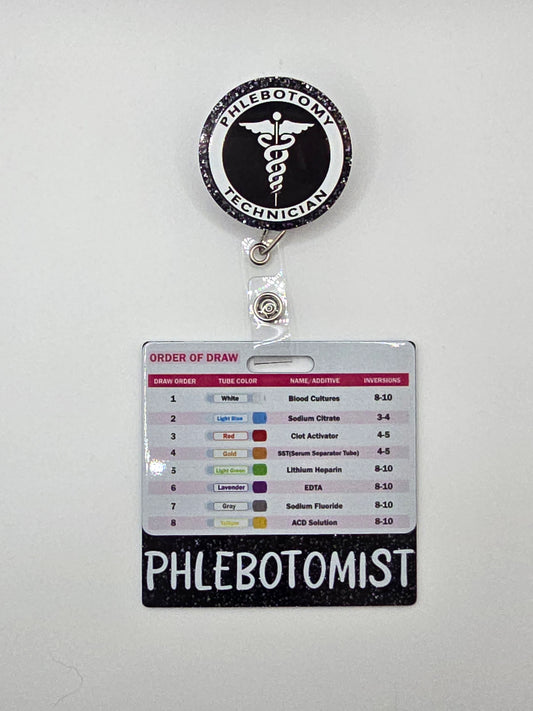 PHLEBOTOMY
TECHNICIAN
ORDER OF DRAW
DRAW ORDER TUBE COLOR NAME/ADDITIVE INVERSIONS
1 White Blood Cultures 8-10
2 Light Blue Sodium Citrate 3-4
3 Red Clot Activator 4-5
4 Gold SST(Serum Separator Tube) 4-5
5 Light Green Lithium Heparin 8-10
6 Lavender EDTA 8-10
7 Gray Sodium Fluoride 8-10
8 Yellow ACD Solution 8-10
PHLEBOTOMIST